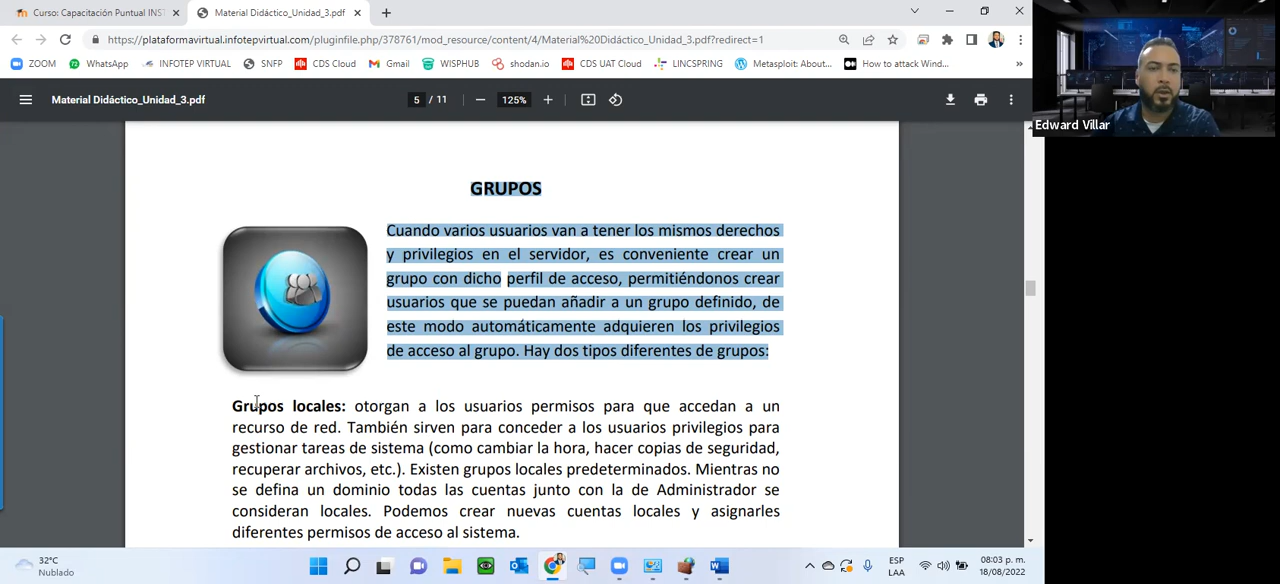 Curso: Capacitación Puntual INS
Material Didáctico_Unidad_3.pdf
https://plataformavirtual.infotepvirtual.com/pluginfile.php/378761/mod_resource/content/4/Material%20Didáctico_Unidad_3.pdf?redirect=1
ZOOM WhatsApp INFOTEP VIRTUAL SNFP CDS Cloud Gmail WISPHUB shodan.io CDS UAT Cloud LINCSPRING Metasploit: About... How to attack Wind... »
Material Didáctico_Unidad_3.pdf 5 / 11 125%
Edward Villar
GRUPOS
Cuando varios usuarios van a tener los mismos derechos
y privilegios en el servidor, es conveniente crear un
grupo con dicho perfil de acceso, permitiéndonos crear
usuarios que se puedan añadir a un grupo definido, de
este modo automáticamente adquieren los privilegios
de acceso al grupo. Hay dos tipos diferentes de grupos:
Grupos locales: otorgan a los usuarios permisos para que accedan a un
recurso de red. También sirven para conceder a los usuarios privilegios para
gestionar tareas de sistema (como cambiar la hora, hacer copias de seguridad,
recuperar archivos, etc.). Existen grupos locales predeterminados. Mientras no
se defina un dominio todas las cuentas junto con la de Administrador se
consideran locales. Podemos crear nuevas cuentas locales y asignarles
diferentes permisos de acceso al sistema.
32°C
Nublado
ESP
LAA
08:03 p. m.
18/08/2022